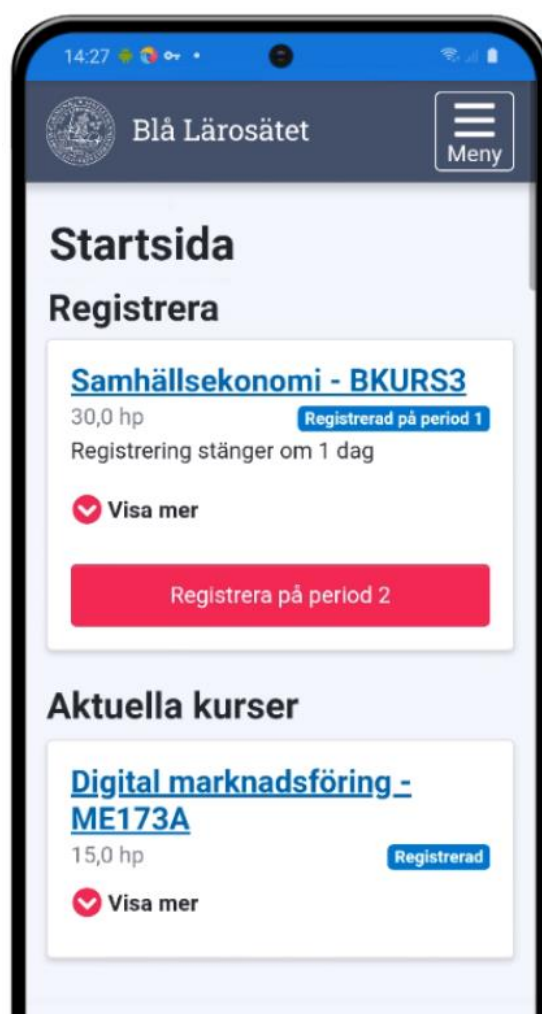 14:27
Blå Lärosätet
Meny
Startsida
Registrera
Samhällsekonomi - BKURS3
30,0 hp
Registrerad på period 1
Registrering stänger om 1 dag
Visa mer
Registrera på period 2
Aktuella kurser
Digital marknadsföring -
ME173A
15,0 hp
Registrerad
Visa mer